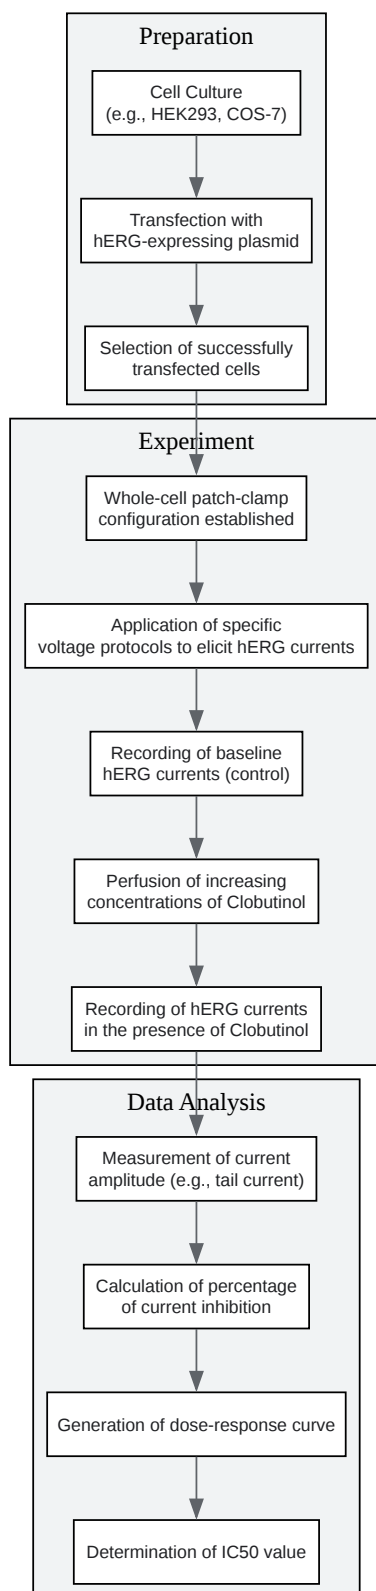 Preparation
Cell Culture
(e.g., HEK293, COS-7)
Transfection with
hERG-expressing plasmid
Selection of successfully
transfected cells
Experiment
Whole-cell patch-clamp
configuration established
Application of specific
voltage protocols to elicit hERG currents
Recording of baseline
hERG currents (control)
Perfusion of increasing
concentrations of Clobutinol
Recording of hERG currents
in the presence of Clobutinol
Data Analysis
Measurement of current
amplitude (e.g., tail current)
Calculation of percentage
of current inhibition
Generation of dose-response curve
Determination of IC50 value